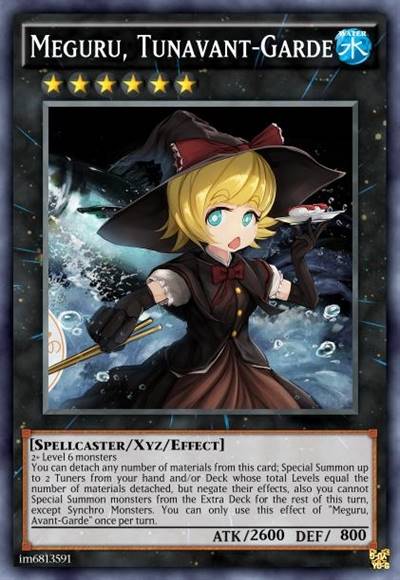 MEGURU, TUNAVANT-GARDE
WATER
水
[SPELLCASTER/XYZ/EFFECT]
2+ Level 6 monsters
You can detach any number of materials from this card; Special Summon up
to 2 Tuners from your hand and/or Deck whose total Levels equal the
number of materials detached, but negate their effects, also you cannot
Special Summon monsters from the Extra Deck for the rest of this turn,
except Synchro Monsters. You can only use this effect of "Meguru,
Avant-Garde" once per turn.
ATK/2600 DEF/ 800
im6813591